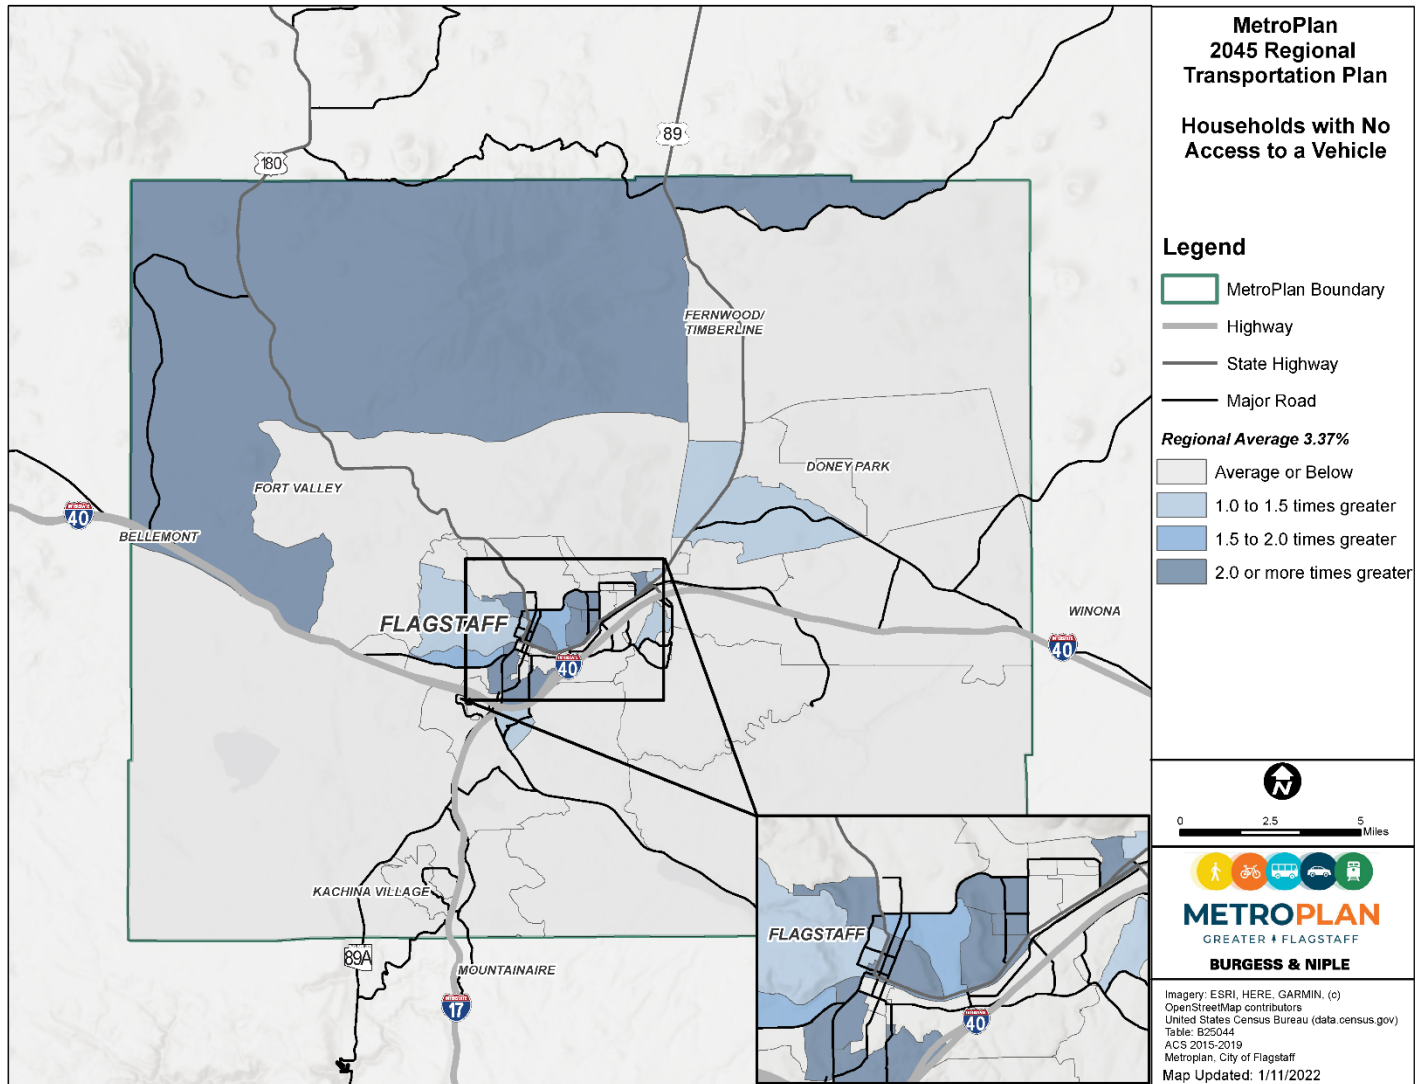 MetroPlan
2045 Regional
Transportation Plan
Households with No
Access to a Vehicle
Legend
MetroPlan Boundary
Highway
State Highway
Major Road
Regional Average 3.37%
Average or Below
1.0 to 1.5 times greater
1.5 to 2.0 times greater
2.0 or more times greater
N
0 2.5 5
Miles
METROPLAN
GREATER FLAGSTAFF
BURGESS & NIPLE
Imagery: ESRI, HERE, GARMIN, (c)
OpenStreetMap contributors
United States Census Bureau (data.census.gov)
Table: B25044
ACS 2015-2019
Metroplan, City of Flagstaff
Map Updated: 1/11/2022
89
180
FERNWOOD/
TIMBERLINE
DONEY PARK
FORT VALLEY
40
BELLEMONT
WINONA
FLAGSTAFF
40
40
KACHINA VILLAGE
89A
MOUNTAINAIRE
17
FLAGSTAFF
40